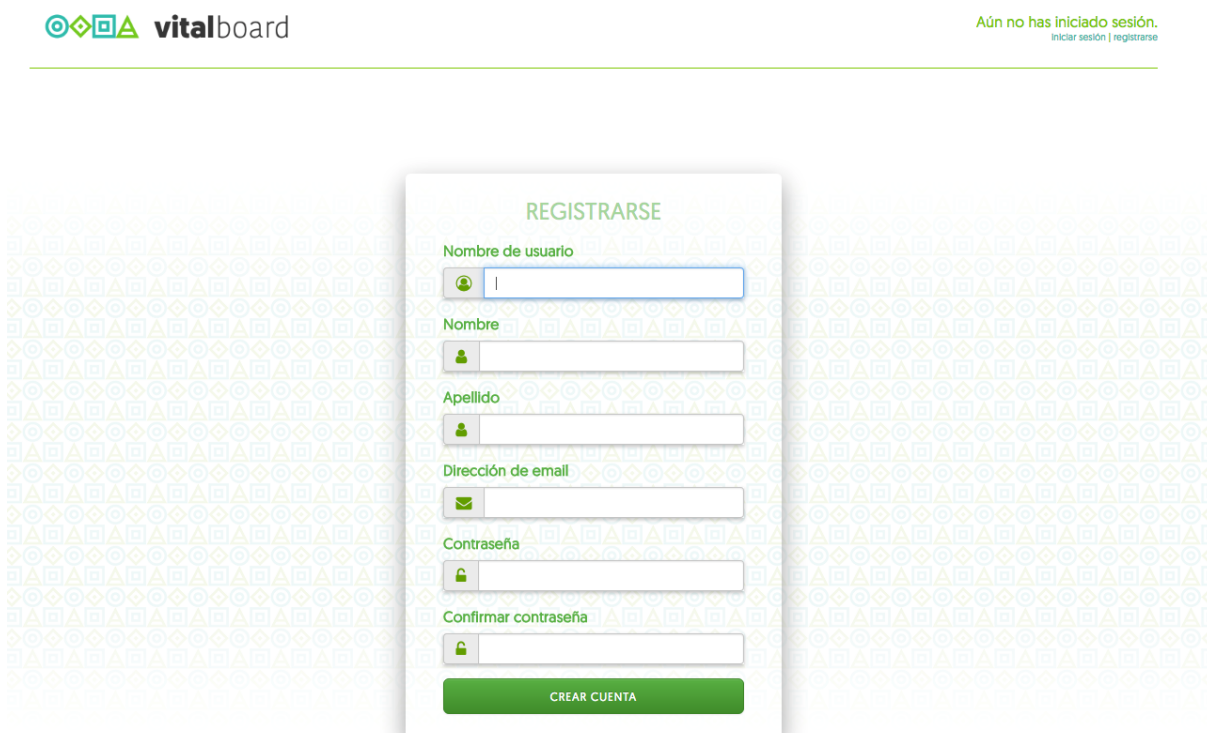 vitalboard
Aún no has iniciado sesión.
Iniciar sesión | registrarse
REGISTRARSE
Nombre de usuario
Nombre
Apellido
Dirección de email
Contraseña
Confirmar contraseña
CREAR CUENTA